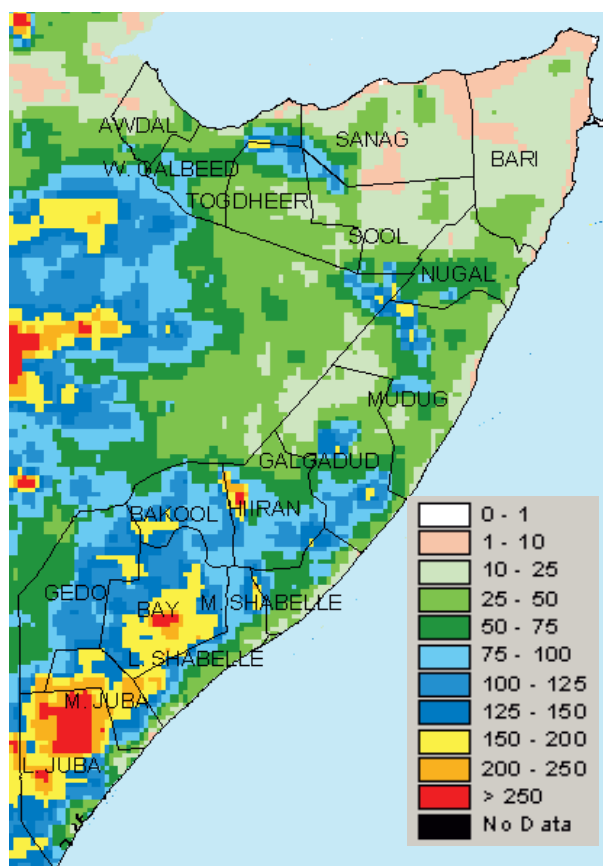 AWDAL
SANAG
BARI
W. GALBEED
TOGDHEER
SOOL
NUGAL
MUDUG
GALGADUD
HIIRAN
BAKOOL
GEDO
BAY
M. SHABELLE
L. SHABELLE
M. JUBA
L. JUBA
0 - 1
1 - 10
10 - 25
25 - 50
50 - 75
75 - 100
100 - 125
125 - 150
150 - 200
200 - 250
> 250
No Data